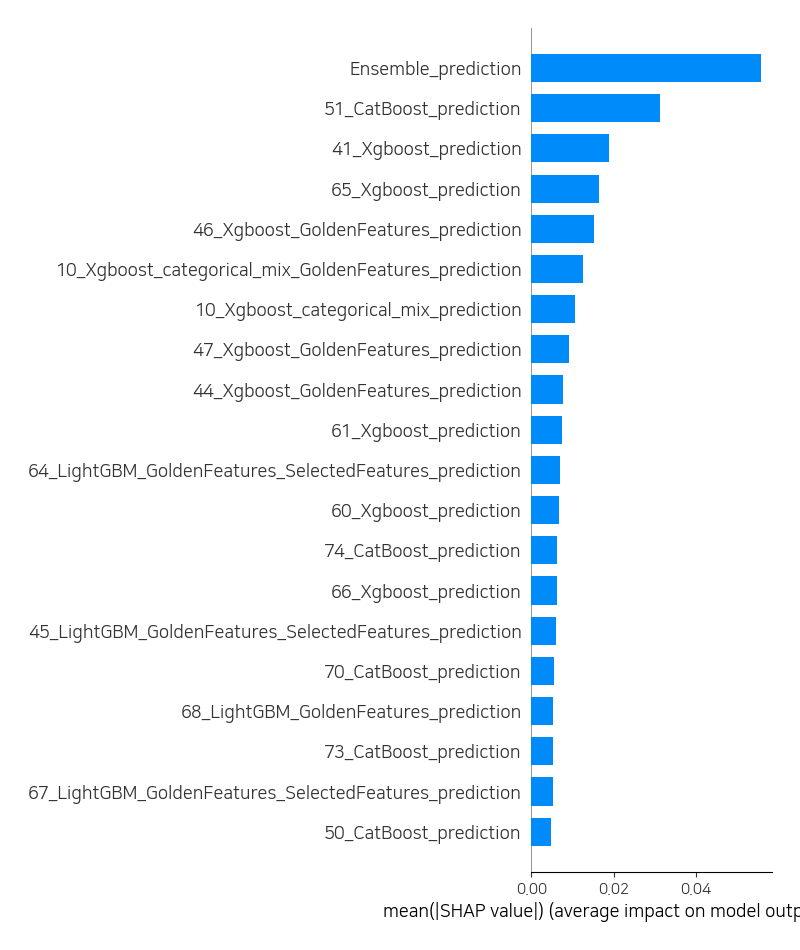 Ensemble_prediction
51_CatBoost_prediction
41_Xgboost_prediction
65_Xgboost_prediction
46_Xgboost_GoldenFeatures_prediction
10_Xgboost_categorical_mix_GoldenFeatures_prediction
10_Xgboost_categorical_mix_prediction
47_Xgboost_GoldenFeatures_prediction
44_Xgboost_GoldenFeatures_prediction
61_Xgboost_prediction
64_LightGBM_GoldenFeatures_SelectedFeatures_prediction
60_Xgboost_prediction
74_CatBoost_prediction
66_Xgboost_prediction
45_LightGBM_GoldenFeatures_SelectedFeatures_prediction
70_CatBoost_prediction
68_LightGBM_GoldenFeatures_prediction
73_CatBoost_prediction
67_LightGBM_GoldenFeatures_SelectedFeatures_prediction
50_CatBoost_prediction
0.00 0.02 0.04
mean(|SHAP value|) (average impact on model outp